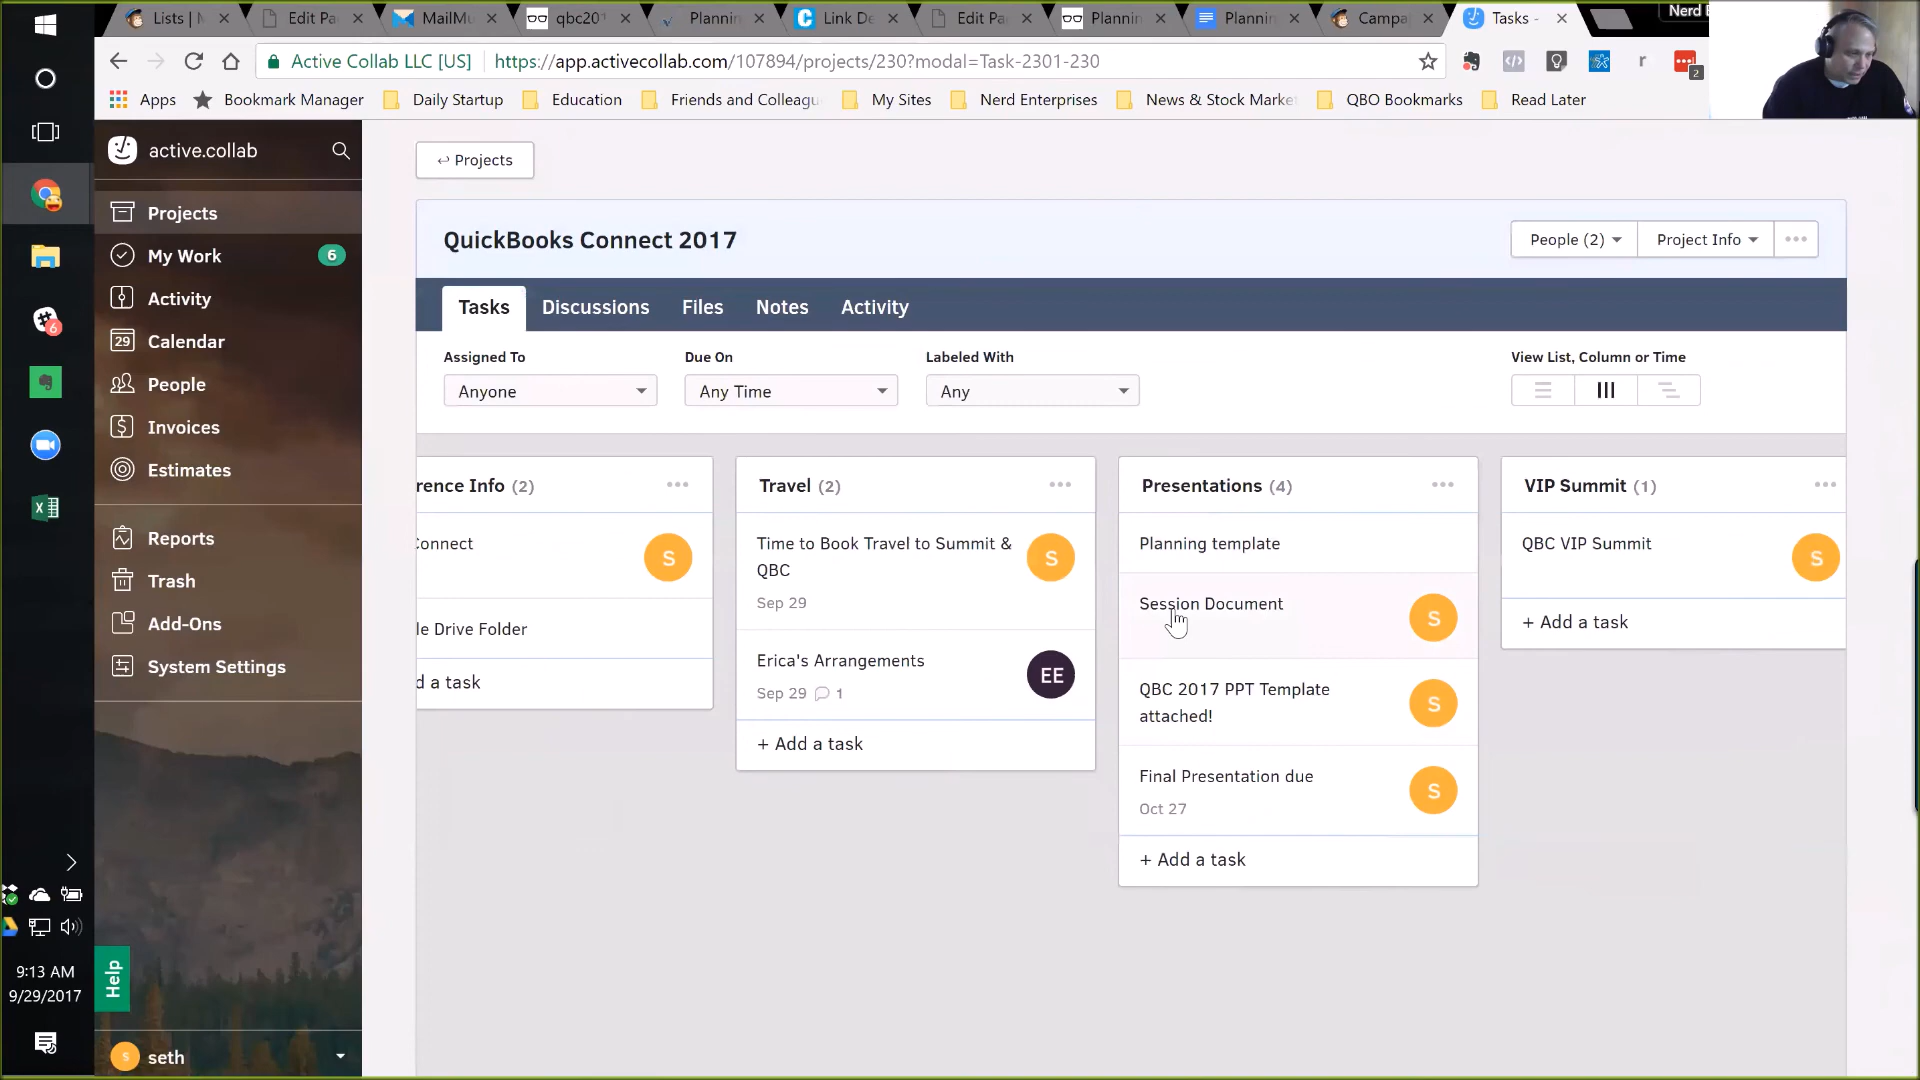 Lists |
Edit Pa
MailMu
qbc201
Plannin
Link De
Edit Pa
Plannin
Plannin
Campa
Tasks -
Nerd
Active Collab LLC [US]
https://app.activecollab.com/107894/projects/230?modal=Task-2301-230
2
Apps
Bookmark Manager
Daily Startup
Education
Friends and Colleagu
My Sites
Nerd Enterprises
News & Stock Market
QBO Bookmarks
Read Later
active.collab
Projects
My Work 6
Activity
29 Calendar
People
Invoices
Estimates
Reports
Trash
Add-Ons
System Settings
Help
S seth
6
9:13 AM
9/29/2017
↩ Projects
QuickBooks Connect 2017
People (2)
Project Info
Tasks
Discussions
Files
Notes
Activity
Assigned To
Anyone
Due On
Any Time
Labeled With
Any
View List, Column or Time
rence Info (2)
Connect
S
le Drive Folder
d a task
Travel (2)
Time to Book Travel to Summit &
QBC
Sep 29
S
Erica's Arrangements
Sep 29 1
EE
+ Add a task
Presentations (4)
Planning template
Session Document
S
QBC 2017 PPT Template
attached!
S
Final Presentation due
Oct 27
S
+ Add a task
VIP Summit (1)
QBC VIP Summit
S
+ Add a task